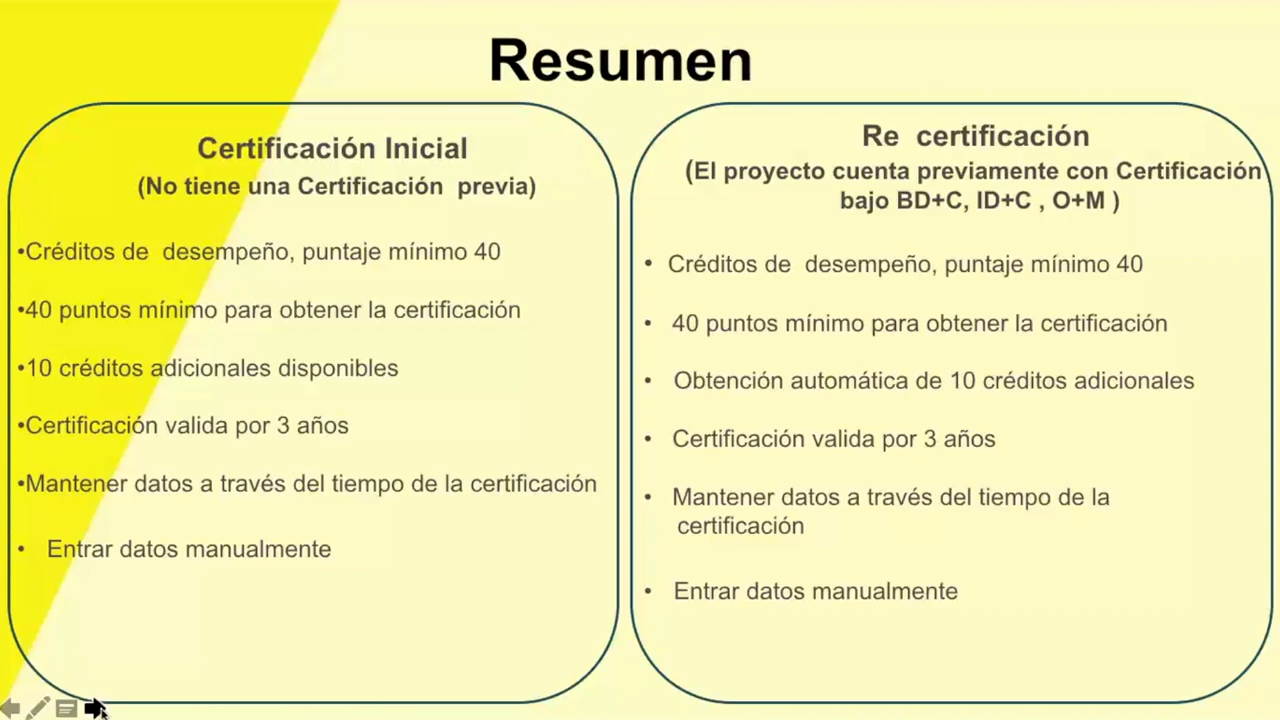 Resumen
Certificación Inicial
(No tiene una Certificación previa)
•Créditos de desempeño, puntaje mínimo 40
•40 puntos mínimo para obtener la certificación
•10 créditos adicionales disponibles
•Certificación valida por 3 años
•Mantener datos a través del tiempo de la certificación
• Entrar datos manualmente
Re certificación
(El proyecto cuenta previamente con Certificación
bajo BD+C, ID+C , O+M )
• Créditos de desempeño, puntaje mínimo 40
• 40 puntos mínimo para obtener la certificación
• Obtención automática de 10 créditos adicionales
• Certificación valida por 3 años
• Mantener datos a través del tiempo de la
certificación
• Entrar datos manualmente